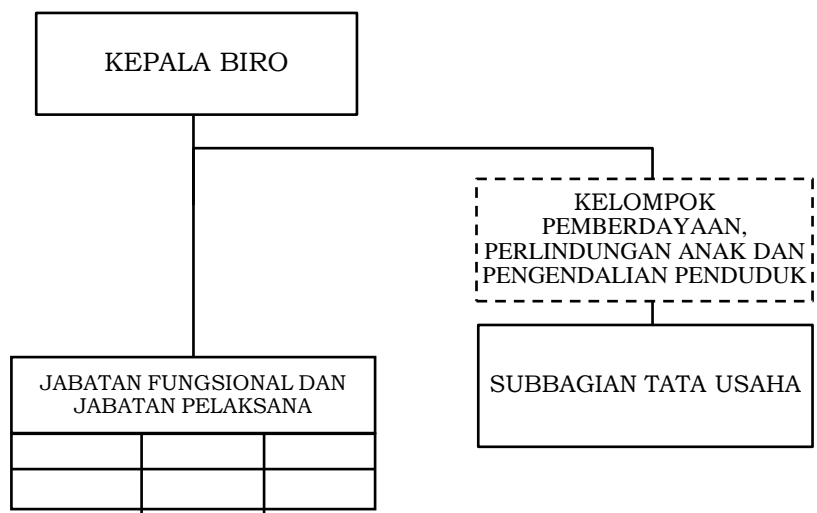 KEPALA BIRO
KELOMPOK
PEMBERDAYAAN,
PERLINDUNGAN ANAK DAN
PENGENDALIAN PENDUDUK
JABATAN FUNGSIONAL DAN
JABATAN PELAKSANA
SUBBAGIAN TATA USAHA